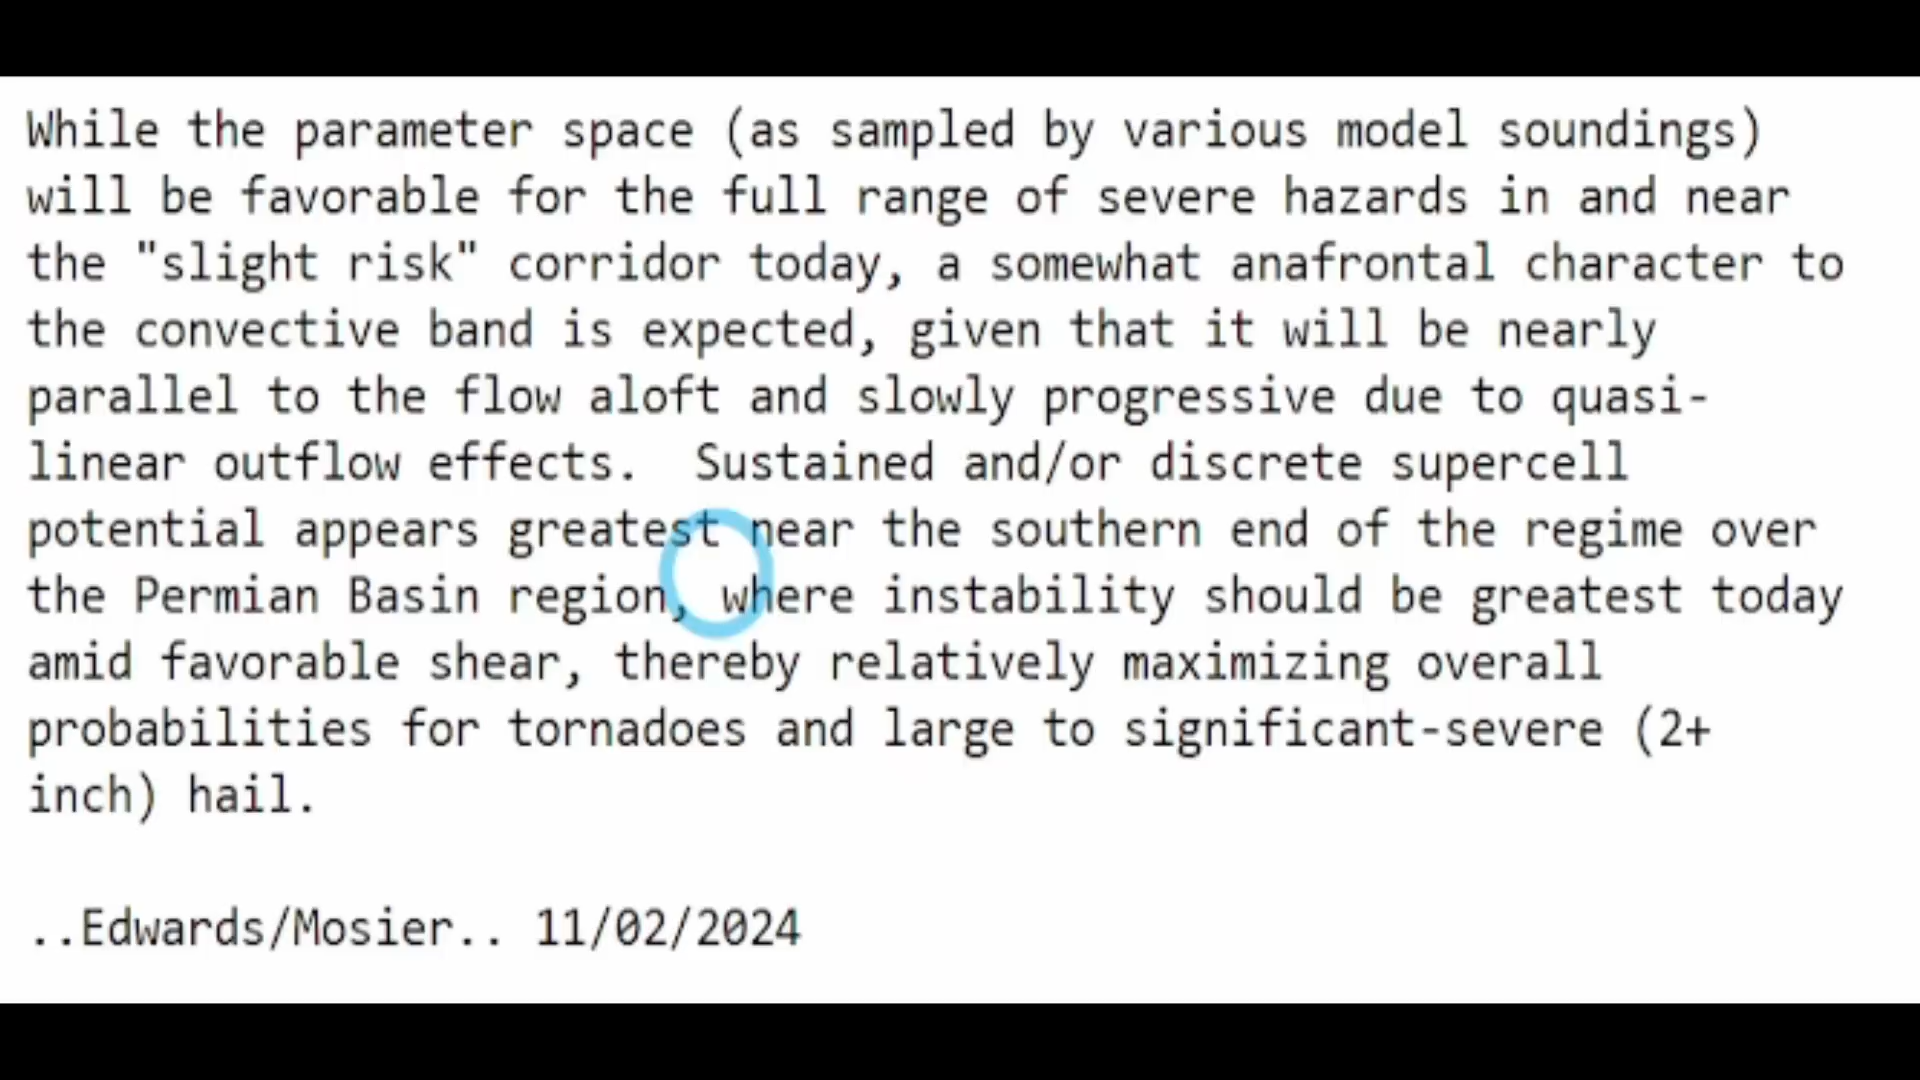 While the parameter space (as sampled by various model soundings)
will be favorable for the full range of severe hazards in and near
the "slight risk" corridor today, a somewhat anafrontal character to
the convective band is expected, given that it will be nearly
parallel to the flow aloft and slowly progressive due to quasi-
linear outflow effects.  Sustained and/or discrete supercell
potential appears greatest near the southern end of the regime over
the Permian Basin region, where instability should be greatest today
amid favorable shear, thereby relatively maximizing overall
probabilities for tornadoes and large to significant-severe (2+
inch) hail.
..Edwards/Mosier.. 11/02/2024